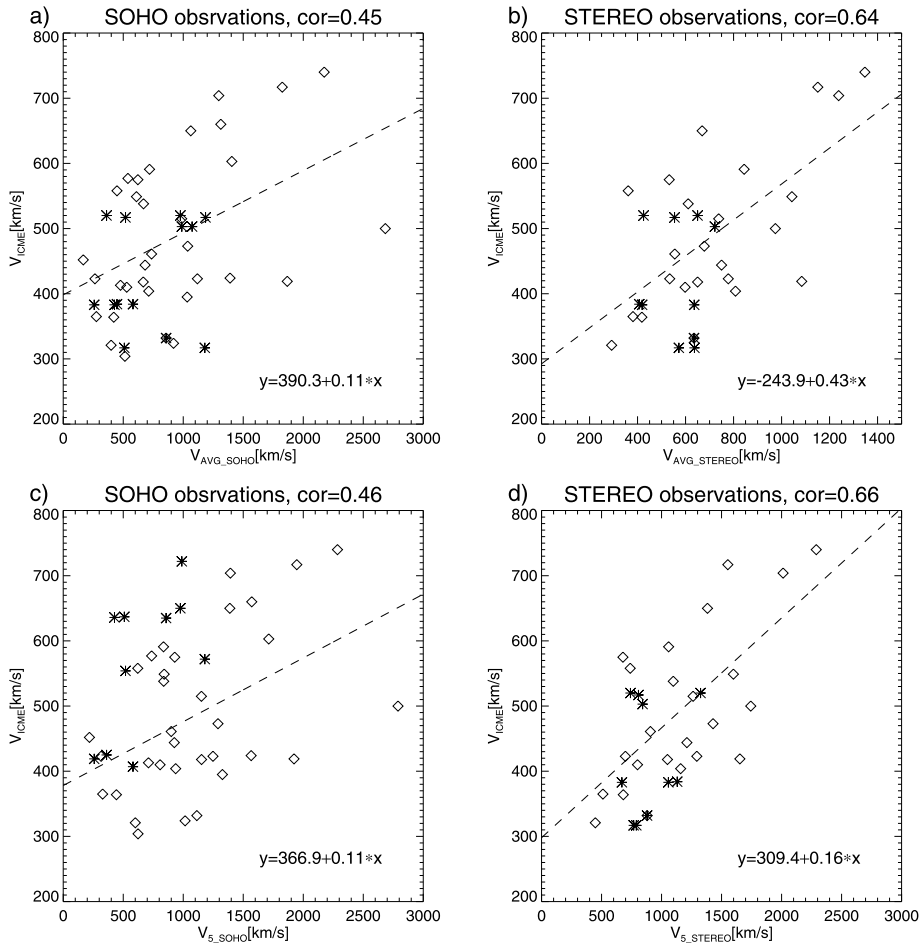 a) SOHO obsrvations, cor=0.45
800
700
600
500
400
300
200
V_ICME[km/s]
y=390.3+0.11*x
0 500 1000 1500 2000 2500 3000
V_AVG_SOHO[km/s]
b) STEREO observations, cor=0.64
800
700
600
500
400
300
200
V_ICME[km/s]
y=-243.9+0.43*x
0 200 400 600 800 1000 1200 1400
V_AVG_STEREO[km/s]
c) SOHO obsrvations, cor=0.46
800
700
600
500
400
300
200
V_ICME[km/s]
y=366.9+0.11*x
0 500 1000 1500 2000 2500 3000
V_5_SOHO[km/s]
d) STEREO observations, cor=0.66
800
700
600
500
400
300
200
V_ICME[km/s]
y=309.4+0.16*x
0 500 1000 1500 2000 2500 3000
V_5_STEREO[km/s]